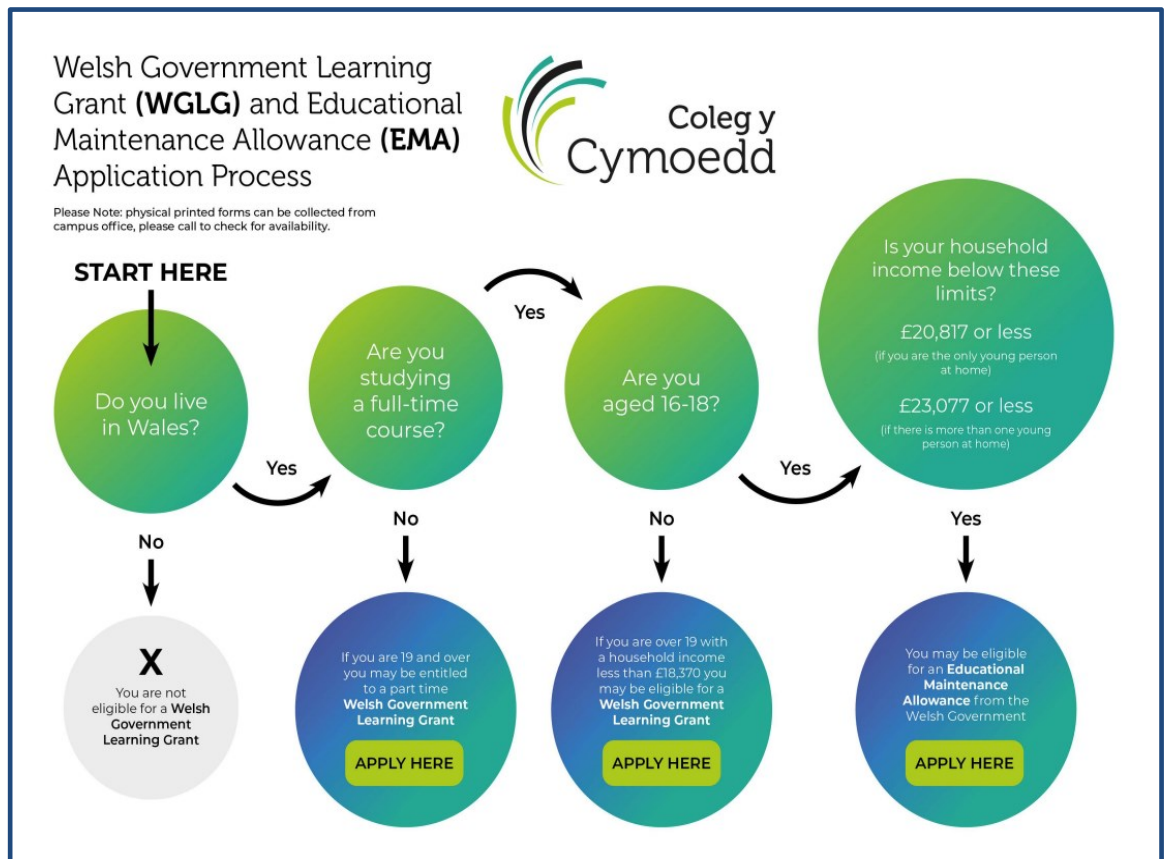 Welsh Government Learning
Grant (WGLG) and Educational
Maintenance Allowance (EMA)
Application Process
Please Note: physical printed forms can be collected from
campus office, please call to check for availability.
Coleg y
Cymoedd
START HERE
Do you live
in Wales?
Yes
No
X
You are not
eligible for a Welsh
Government
Learning Grant
Are you
studying
a full-time
course?
Yes
No
If you are 19 and over
you may be entitled
to a part time
Welsh Government
Learning Grant
APPLY HERE
Are you
aged 16-18?
Yes
No
If you are over 19 with
a household income
less than £18,370 you
may be eligible for a
Welsh Government
Learning Grant
APPLY HERE
Is your household
income below these
limits?
£20,817 or less
(if you are the only young person
at home)
£23,077 or less
(if there is more than one young
person at home)
Yes
You may be eligible
for an Educational
Maintenance
Allowance from the
Welsh Government
APPLY HERE